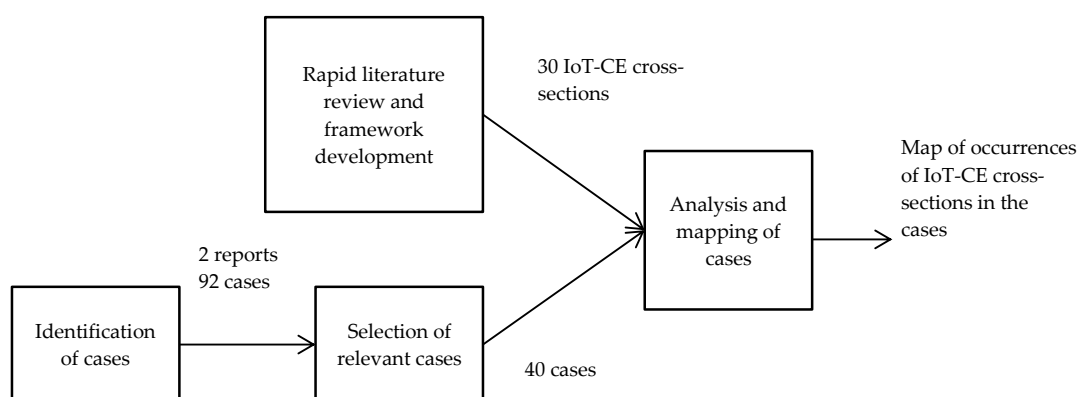 Rapid literature
review and
framework
development
30 IoT-CE cross-
sections
Analysis and
mapping of
cases
Map of occurrences
of IoT-CE cross-
sections in the
cases
2 reports
92 cases
Identification
of cases
Selection of
relevant cases
40 cases